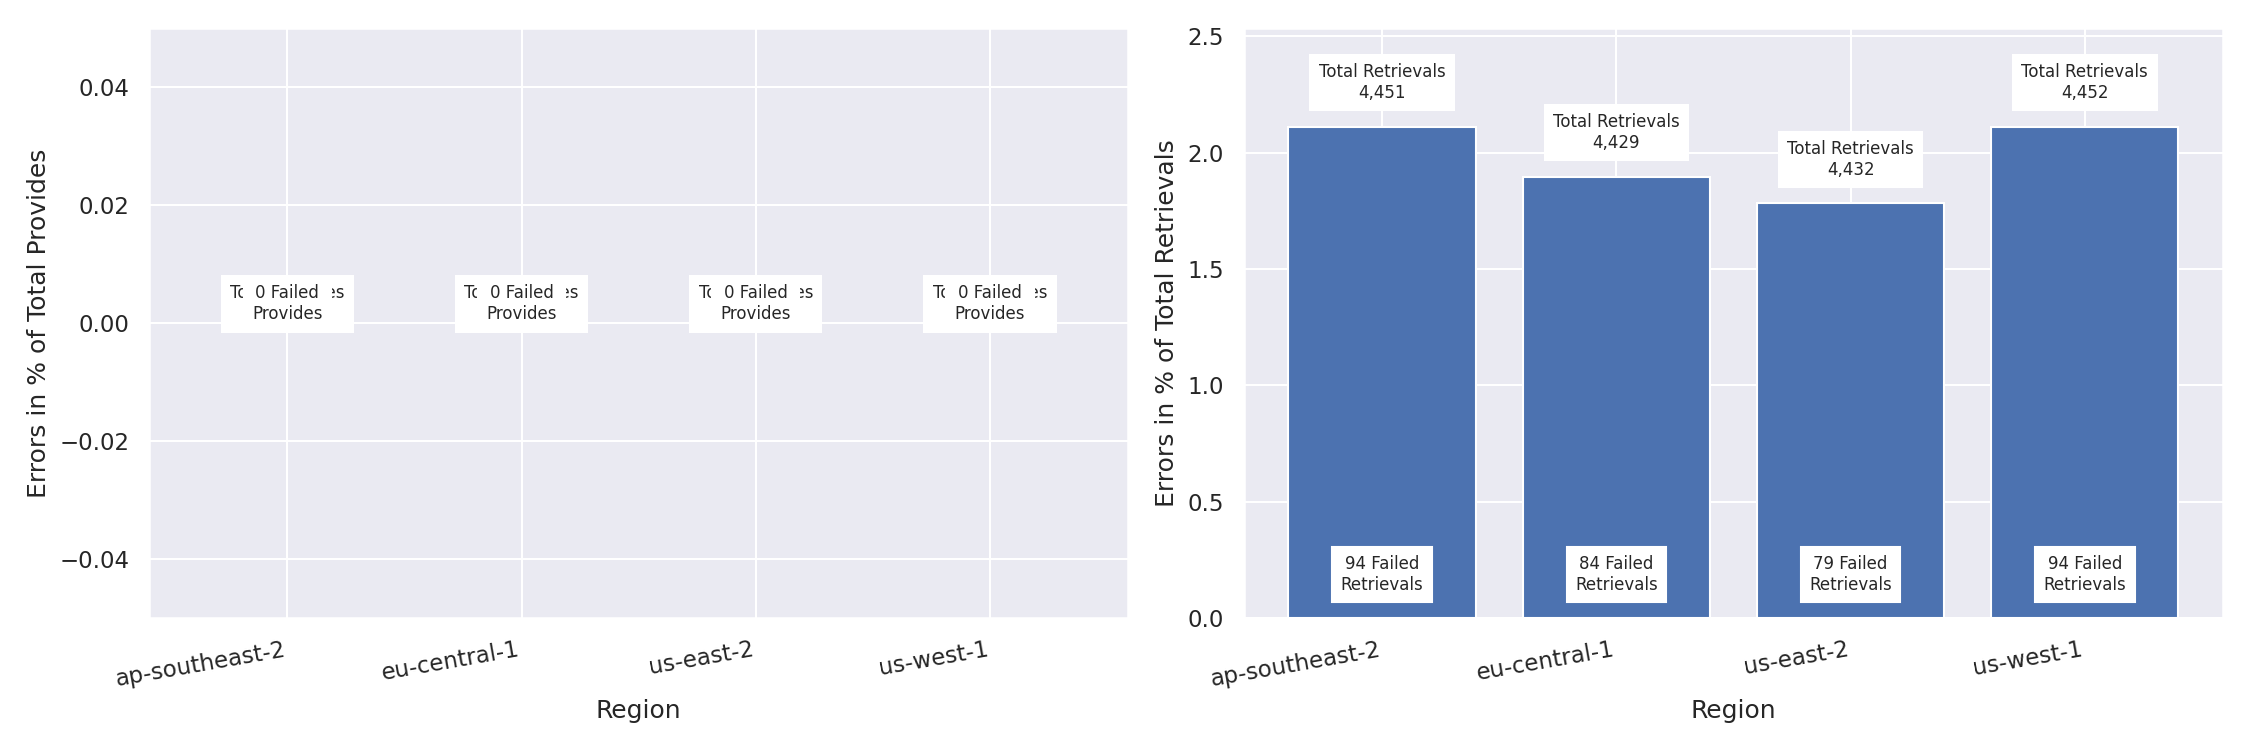 Errors in % of Total Provides
0.04
0.02
0.00
−0.02
−0.04
0 Failed
Provides
0 Failed
Provides
0 Failed
Provides
0 Failed
Provides
ap-southeast-2
eu-central-1
us-east-2
us-west-1
Region
Errors in % of Total Retrievals
2.5
2.0
1.5
1.0
0.5
0.0
Total Retrievals
4,451
Total Retrievals
4,429
Total Retrievals
4,432
Total Retrievals
4,452
94 Failed
Retrievals
84 Failed
Retrievals
79 Failed
Retrievals
94 Failed
Retrievals
ap-southeast-2
eu-central-1
us-east-2
us-west-1
Region